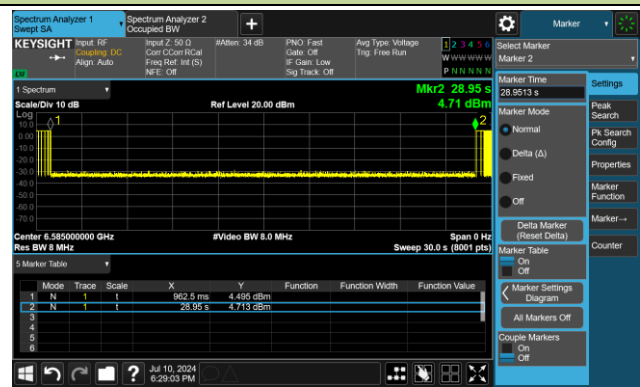 Spectrum Analyzer 1
Swept SA
Spectrum Analyzer 2
Occupied BW
Marker
KEYSIGHT
Input: RF
Coupling: DC
Align: Auto
Input Z: 50 Ω
Corr CCorr RCal
Freq Ref: Int (S)
NFE: Off
#Atten: 34 dB
PNO: Fast
Gate: Off
IF Gain: Low
Sig Track: Off
Avg Type: Voltage
Trig: Free Run
1 2 3 4 5 6
W W W W W W
P N N N N N
LXI
1 Spectrum
Scale/Div 10 dB
Ref Level 20.00 dBm
Mkr2 28.95 s
4.71 dBm
Log
10.0
0.00
-10.0
-20.0
-30.0
-40.0
-50.0
-60.0
-70.0
1
2
Center 6.585000000 GHz
Res BW 8 MHz
#Video BW 8.0 MHz
Span 0 Hz
Sweep 30.0 s (8001 pts)
5 Marker Table
Mode Trace Scale X Y Function Function Width Function Value
1 N 1 t 962.5 ms 4.495 dBm
2 N 1 t 28.95 s 4.713 dBm
3
4
5
6
Select Marker
Marker 2
Marker Time
28.9513 s
Marker Mode
Normal
Delta (Δ)
Fixed
Off
Delta Marker
(Reset Delta)
Marker Table
On
Off
Marker Settings
Diagram
All Markers Off
Couple Markers
On
Off
Settings
Peak
Search
Pk Search
Config
Properties
Marker
Function
Marker→
Counter
?
Jul 10, 2024
6:29:03 PM